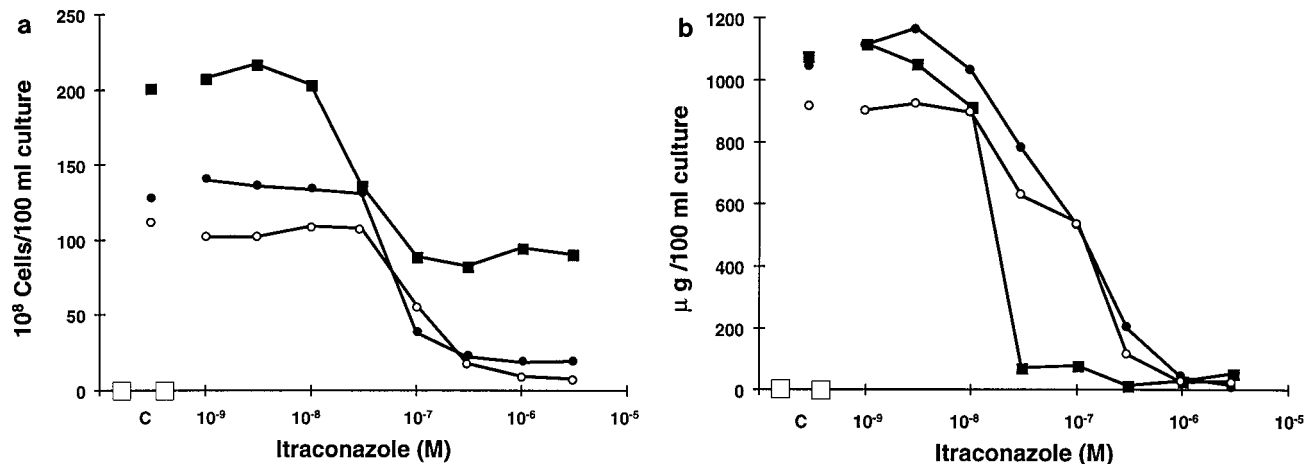 a
10⁸ Cells/100 ml culture
250
200
150
100
50
0
C
10⁻⁹
10⁻⁸
10⁻⁷
10⁻⁶
10⁻⁵
Itraconazole (M)
b
μ g /100 ml culture
1200
1000
800
600
400
200
0
C
10⁻⁹
10⁻⁸
10⁻⁷
10⁻⁶
10⁻⁵
Itraconazole (M)